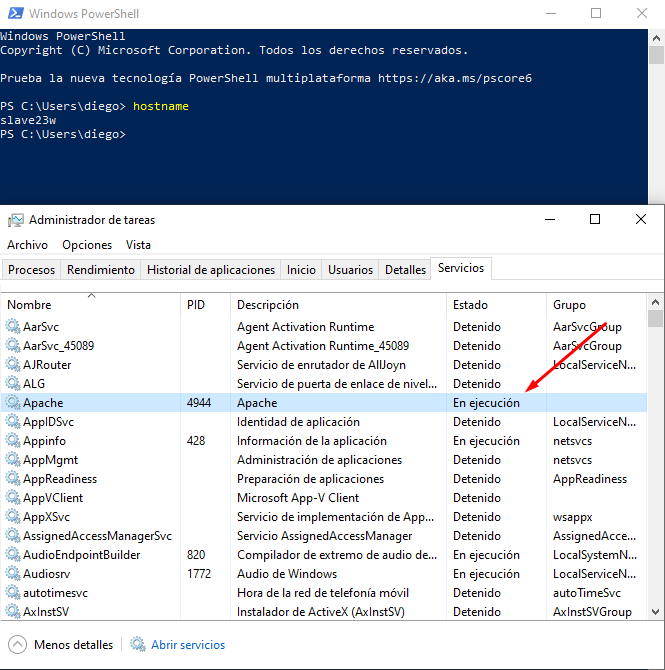 Windows PowerShell
Windows PowerShell
Copyright (C) Microsoft Corporation. Todos los derechos reservados.
Prueba la nueva tecnología PowerShell multiplataforma https://aka.ms/pscore6
PS C:\Users\diego> hostname
slave23w
PS C:\Users\diego>
Administrador de tareas
Archivo Opciones Vista
Procesos Rendimiento Historial de aplicaciones Inicio Usuarios Detalles Servicios
Nombre PID Descripción Estado Grupo
AarSvc Agent Activation Runtime Detenido AarSvcGroup
AarSvc_45089 Agent Activation Runtime_45089 Detenido AarSvcGroup
AJRouter Servicio de enrutador de AllJoyn Detenido LocalServiceN...
ALG Servicio de puerta de enlace de nivel... Detenido
Apache 4944 Apache En ejecución
AppIDSvc Identidad de aplicación Detenido LocalServiceN...
Appinfo 428 Información de la aplicación En ejecución netsvcs
AppMgmt Administración de aplicaciones Detenido netsvcs
AppReadiness Preparación de aplicaciones Detenido AppReadiness
AppVClient Microsoft App-V Client Detenido
AppXSvc Servicio de implementación de App... Detenido wsappx
AssignedAccessManagerSvc Servicio AssignedAccessManager Detenido AssignedAcce...
AudioEndpointBuilder 820 Compilador de extremo de audio de... En ejecución LocalSystemN...
Audiosrv 1772 Audio de Windows En ejecución LocalServiceN...
autotimesvc Hora de la red de telefonía móvil Detenido autoTimeSvc
AxInstSV Instalador de ActiveX (AxInstSV) Detenido AxInstSVGroup
Menos detalles Abrir servicios